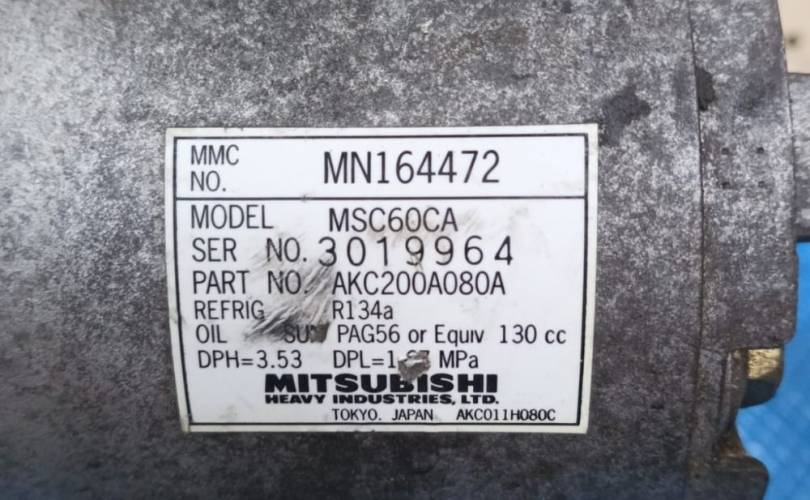 MMC
NO. MN164472
MODEL MSC60CA
SER NO. 3019964
PART NO. AKC200A080A
REFRIG R134a
OIL PAG56 or Equiv 130 cc
DPH=3.53 MPa
MITSUBISHI
HEAVY INDUSTRIES, LTD.
TOKYO. JAPAN AKC011H080C